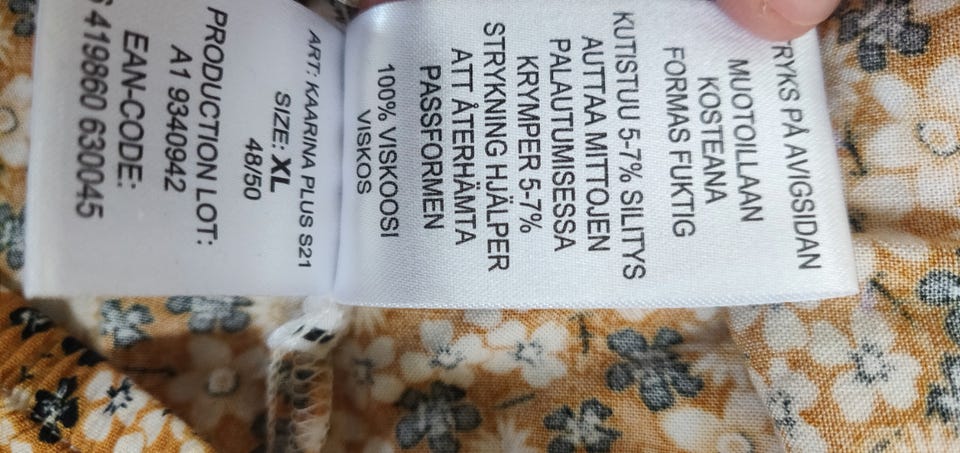 PÅ AVIGSIDAN
MUOTOILLAAN
KOSTEANA
FORMAS FUKTIG
KUTISTUU 5-7% SILITYS
AUTTAA MITTOJEN
PALAUTUMISESSA
KRYMPER 5-7%
STRYKNING HJÄLPER
ATT ÅTERHÄMTA
PASSFORMEN
100% VISKOOSI
VISKOS
ART: KAARINA PLUS S21
SIZE: XL
48/50
PRODUCTION LOT:
A1 9340942
EAN-CODE:
6 419860 630045